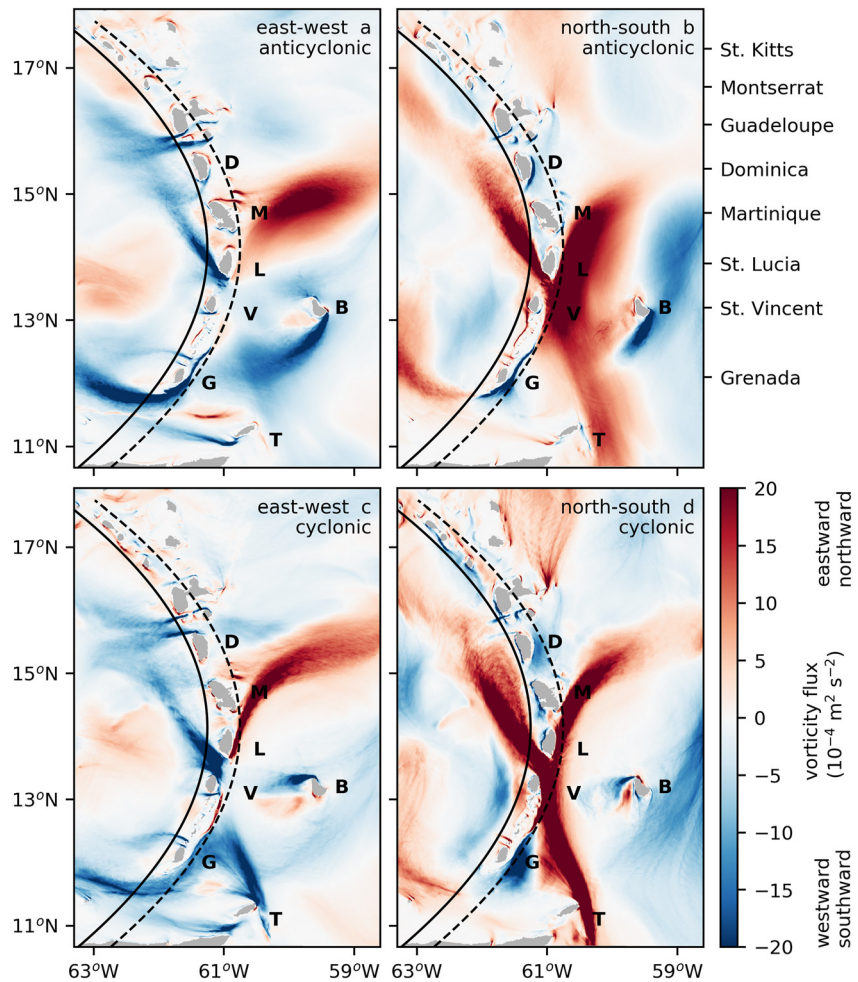 east-west a
anticyclonic
north-south b
anticyclonic
17°N
15°N
13°N
11°N
D
M
L
V
B
G
T
D
M
L
V
B
G
T
St. Kitts
Montserrat
Guadeloupe
Dominica
Martinique
St. Lucia
St. Vincent
Grenada
east-west c
cyclonic
north-south d
cyclonic
17°N
15°N
13°N
11°N
D
M
L
V
B
G
T
D
M
L
V
B
G
T
63°W
61°W
59°W
63°W
61°W
59°W
20
15
10
5
0
−5
−10
−15
−20
eastward
northward
vorticity flux
(10⁻⁴ m² s⁻²)
westward
southward